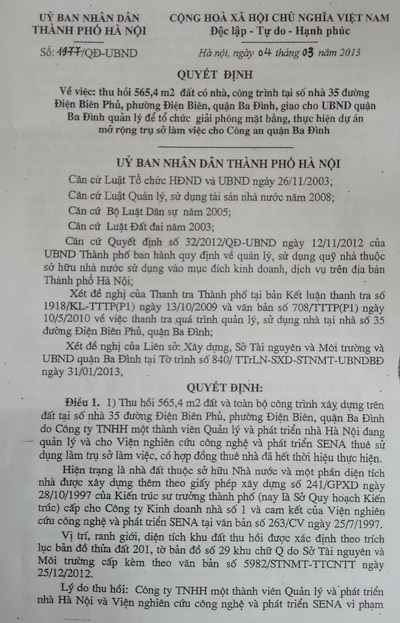 UỶ BAN NHÂN DÂN
THÀNH PHỐ HÀ NỘI
CỘNG HOÀ XÃ HỘI CHỦ NGHĨA VIỆT NAM
Độc lập - Tự do - Hạnh phúc
Số: 1977/QĐ-UBND
Hà nội, ngày 04 tháng 03 năm 2013
QUYẾT ĐỊNH
Về việc: thu hồi 565,4 m2 đất có nhà, công trình tại số nhà 35 đường
Điện Biên Phủ, phường Điện Biên, quận Ba Đình, giao cho UBND quận
Ba Đình quản lý để tổ chức giải phóng mặt bằng, thực hiện dự án
mở rộng trụ sở làm việc cho Công an quận Ba Đình
UỶ BAN NHÂN DÂN THÀNH PHỐ HÀ NỘI
Căn cứ Luật Tổ chức HĐND và UBND ngày 26/11/2003;
Căn cứ Luật Quản lý, sử dụng tài sản nhà nước năm 2008;
Căn cứ Bộ Luật Dân sự năm 2005;
Căn cứ Luật Đất đai năm 2003;
Căn cứ Quyết định số 32/2012/QĐ-UBND ngày 12/11/2012 của
UBND Thành phố ban hành quy định về quản lý, sử dụng quỹ nhà thuộc
sở hữu nhà nước sử dụng vào mục đích kinh doanh, dịch vụ trên địa bàn
Thành phố Hà Nội;
Xét đề nghị của Thanh tra Thành phố tại bản Kết luận thanh tra số
1918/KL-TTTP(P1) ngày 13/10/2009 và văn bản số 708/TTTP(P1) ngày
10/5/2010 về việc thanh tra quá trình quản lý, sử dụng nhà tại số nhà 35
đường Điện Biên Phủ, quận Ba Đình;
Xét đề nghị của Liên sở: Xây dựng, Sở Tài nguyên và Môi trường và
UBND quận Ba Đình tại Tờ trình số 840/ TTrLN-SXD-STNMT-UBNDBĐ
ngày 31/01/2013,
QUYẾT ĐỊNH:
Điều 1. 1) Thu hồi 565,4 m2 đất và toàn bộ công trình xây dựng trên
đất tại số nhà 35 đường Điện Biên Phủ, phường Điện Biên, quận Ba Đình
do Công ty TNHH một thành viên Quản lý và phát triển nhà Hà Nội đang
quản lý và cho Viện nghiên cứu công nghệ và phát triển SENA thuê sử
dụng làm trụ sở làm việc, có hợp đồng thuê nhà đã hết thời hiệu thực hiện.
Hiện trạng là nhà đất thuộc sở hữu Nhà nước và một phần diện tích
nhà được xây dựng thêm theo giấy phép xây dựng số 241/GPXD ngày
28/10/1997 của Kiến trúc sư trưởng thành phố (nay là Sở Quy hoạch Kiến
trúc) cấp cho Công ty Kinh doanh nhà số 1 và cam kết của Viện nghiên
cứu công nghệ và phát triển SENA tại văn bản số 263/CV ngày 25/7/1997.
Vị trí, ranh giới, diện tích khu đất thu hồi được xác định theo trích
lục bản đồ thửa đất 201, tờ bản đồ số 29 khu chữ Q do Sở Tài nguyên và
Môi trường cấp kèm theo văn bản số 5982/STNMT-TTCNTT ngày
25/12/2012.
Lý do thu hồi: Công ty TNHH một thành viên Quản lý và phát triển
nhà Hà Nội và Viện nghiên cứu công nghệ và phát triển SENA vi phạm